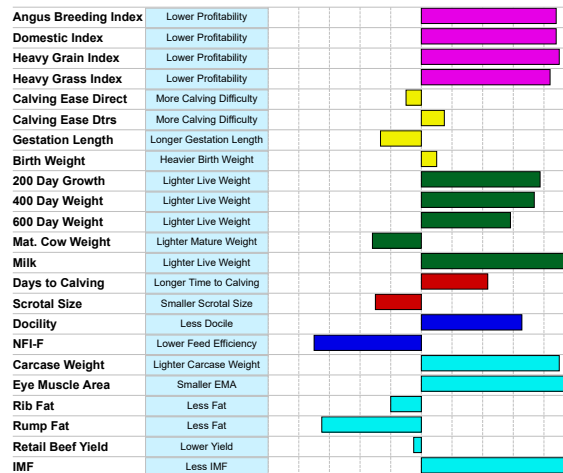 Angus Breeding Index Lower Profitability
Domestic Index Lower Profitability
Heavy Grain Index Lower Profitability
Heavy Grass Index Lower Profitability
Calving Ease Direct More Calving Difficulty
Calving Ease Dtrs More Calving Difficulty
Gestation Length Longer Gestation Length
Birth Weight Heavier Birth Weight
200 Day Growth Lighter Live Weight
400 Day Weight Lighter Live Weight
600 Day Weight Lighter Live Weight
Mat. Cow Weight Lighter Mature Weight
Milk Lighter Live Weight
Days to Calving Longer Time to Calving
Scrotal Size Smaller Scrotal Size
Docility Less Docile
NFI-F Lower Feed Efficiency
Carcase Weight Lighter Carcase Weight
Eye Muscle Area Smaller EMA
Rib Fat Less Fat
Rump Fat Less Fat
Retail Beef Yield Lower Yield
IMF Less IMF